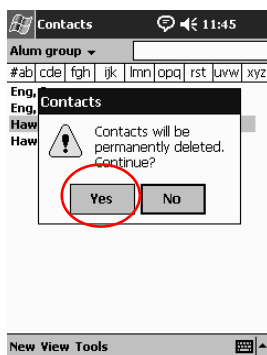 Contacts 11:45
Alum group
#ab cde fgh ijk lmn opq rst uvw xyz
Eng,
Eng,
Haw
Haw
Contacts
Contacts will be
permanently deleted.
Continue?
Yes No
New View Tools